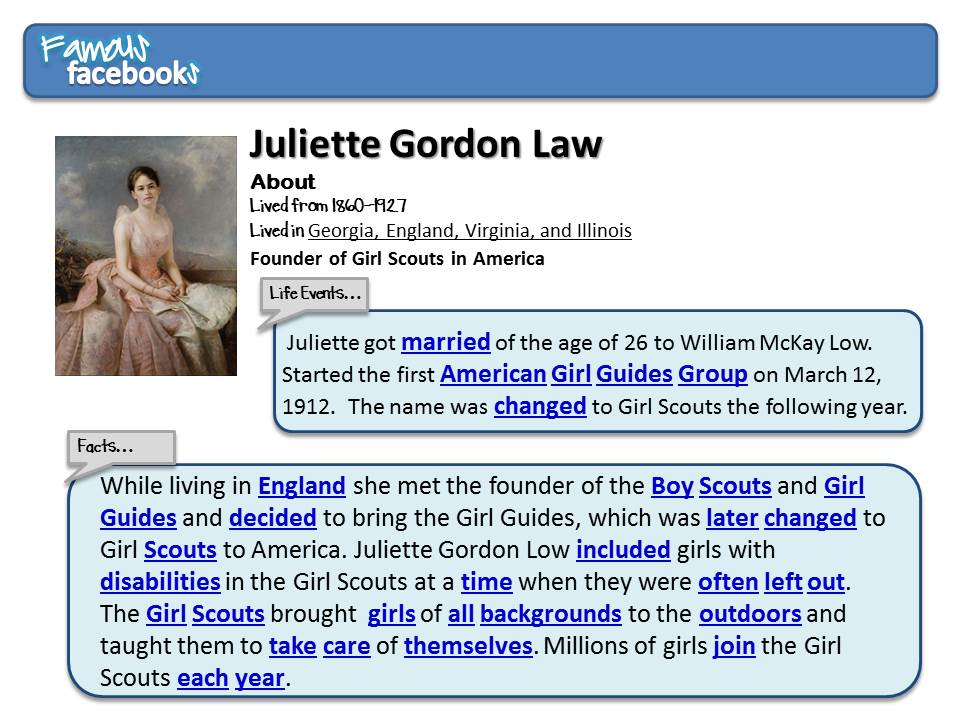 Famous
facebooks
Juliette Gordon Law
About
Lived from 1860-1927
Lived in Georgia, England, Virginia, and Illinois
Founder of Girl Scouts in America
Life Events...
Juliette got married of the age of 26 to William McKay Low.
Started the first American Girl Guides Group on March 12,
1912. The name was changed to Girl Scouts the following year.
Facts...
While living in England she met the founder of the Boy Scouts and Girl
Guides and decided to bring the Girl Guides, which was later changed to
Girl Scouts to America. Juliette Gordon Low included girls with
disabilities in the Girl Scouts at a time when they were often left out.
The Girl Scouts brought girls of all backgrounds to the outdoors and
taught them to take care of themselves. Millions of girls join the Girl
Scouts each year.